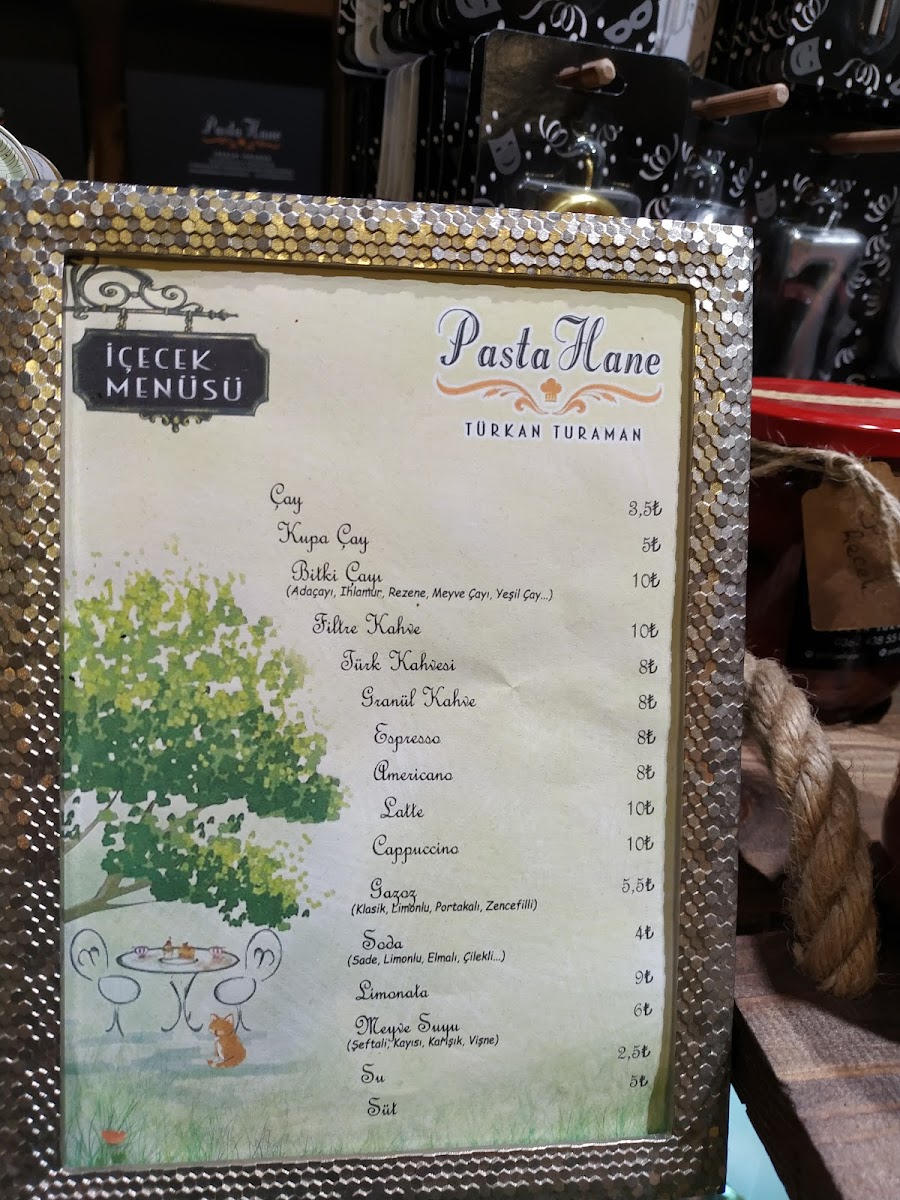 Pasta Hane
İÇECEK
MENÜSÜ
Pasta Hane
TÜRKAN TURAMAN
Çay 3,5₺
Kupa Çay 5₺
Bitki Çayı 10₺
(Adaçayı, Ihlamur, Rezene, Meyve Çayı, Yeşil Çay...)
Filtre Kahve 10₺
Türk Kahvesi 8₺
Granül Kahve 8₺
Espresso 8₺
Americano 8₺
Latte 10₺
Cappuccino 10₺
Gazoz 5,5₺
(Klasik, Limonlu, Portakalı, Zencefilli)
Soda 4₺
(Sade, Limonlu, Elmalı, Çilekli...)
Limonata 9₺
Meyve Suyu 6₺
(Şeftali, Kayısı, Karışık, Vişne)
Su 2,5₺
Süt 5₺
7